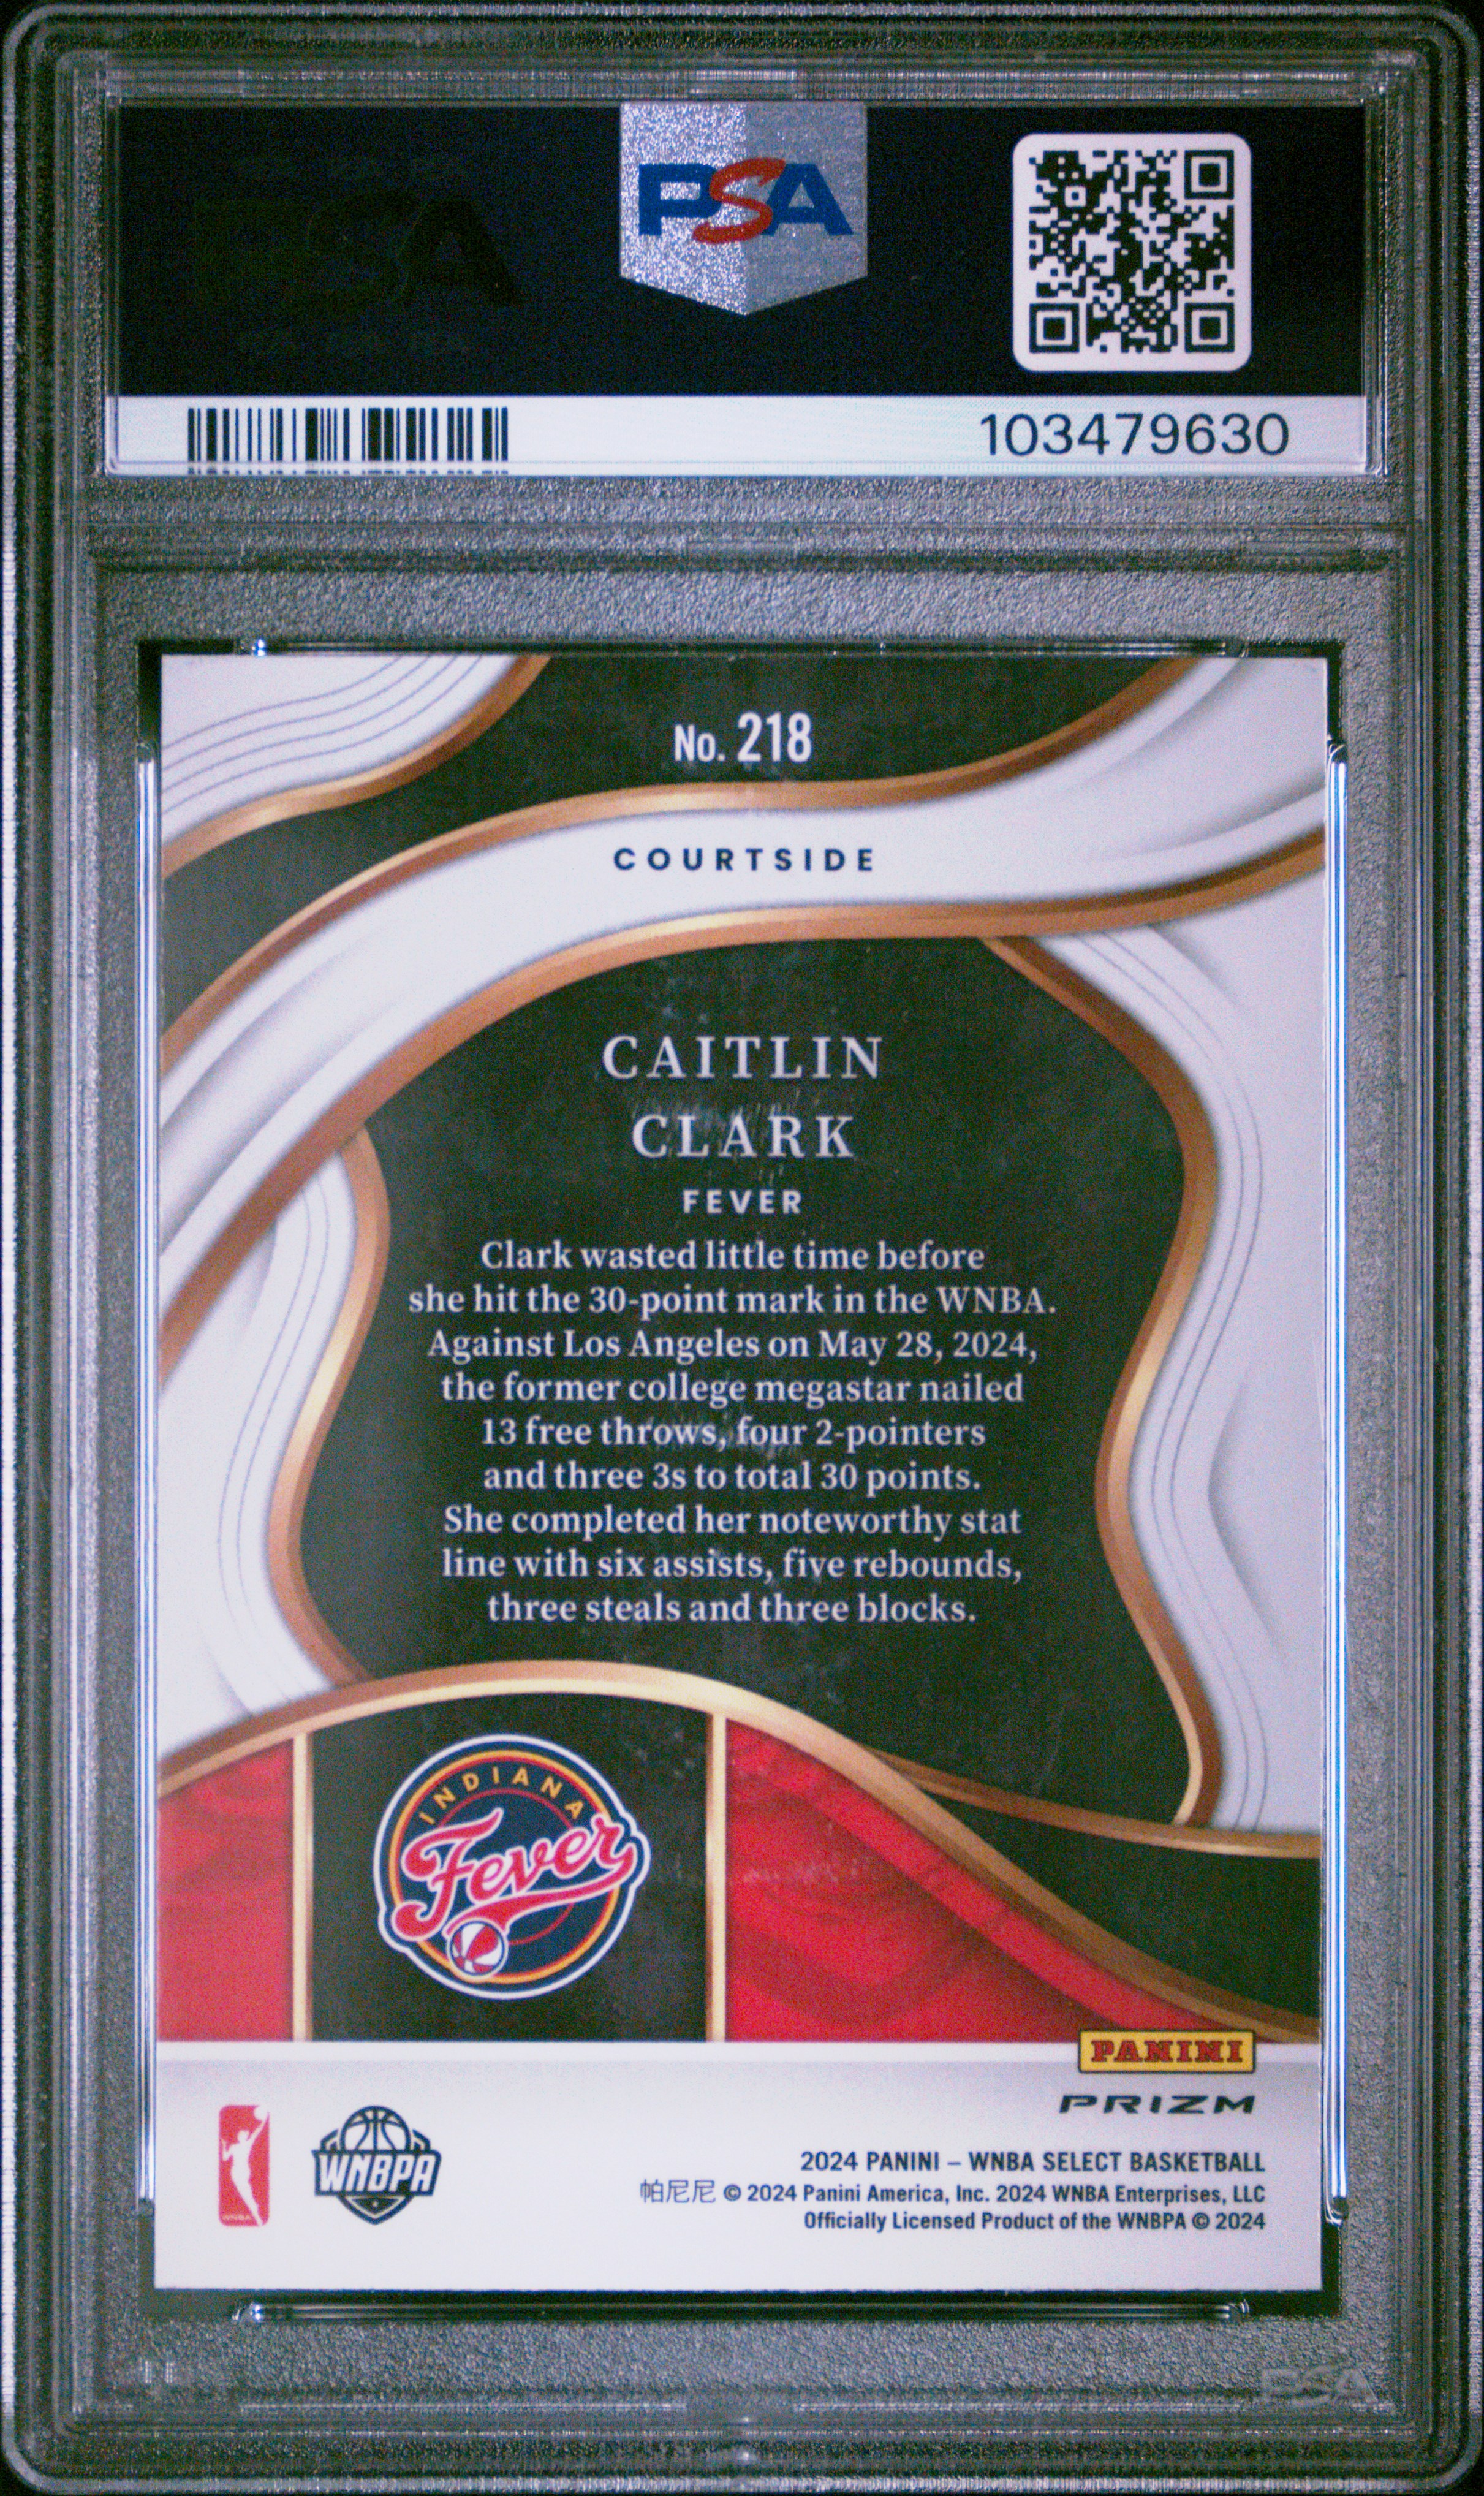 PSA
103479630
No. 218
COURTSIDE
CAITLIN
CLARK
FEVER
Clark wasted little time before
she hit the 30-point mark in the WNBA.
Against Los Angeles on May 28, 2024,
the former college megastar nailed
13 free throws, four 2-pointers
and three 3s to total 30 points.
She completed her noteworthy stat
line with six assists, five rebounds,
three steals and three blocks.
INDIANA
Fever
PANINI
PRIZM
WNBA
WNBPA
2024 PANINI – WNBA SELECT BASKETBALL
帕尼尼 © 2024 Panini America, Inc. 2024 WNBA Enterprises, LLC
Officially Licensed Product of the WNBPA © 2024
PSA